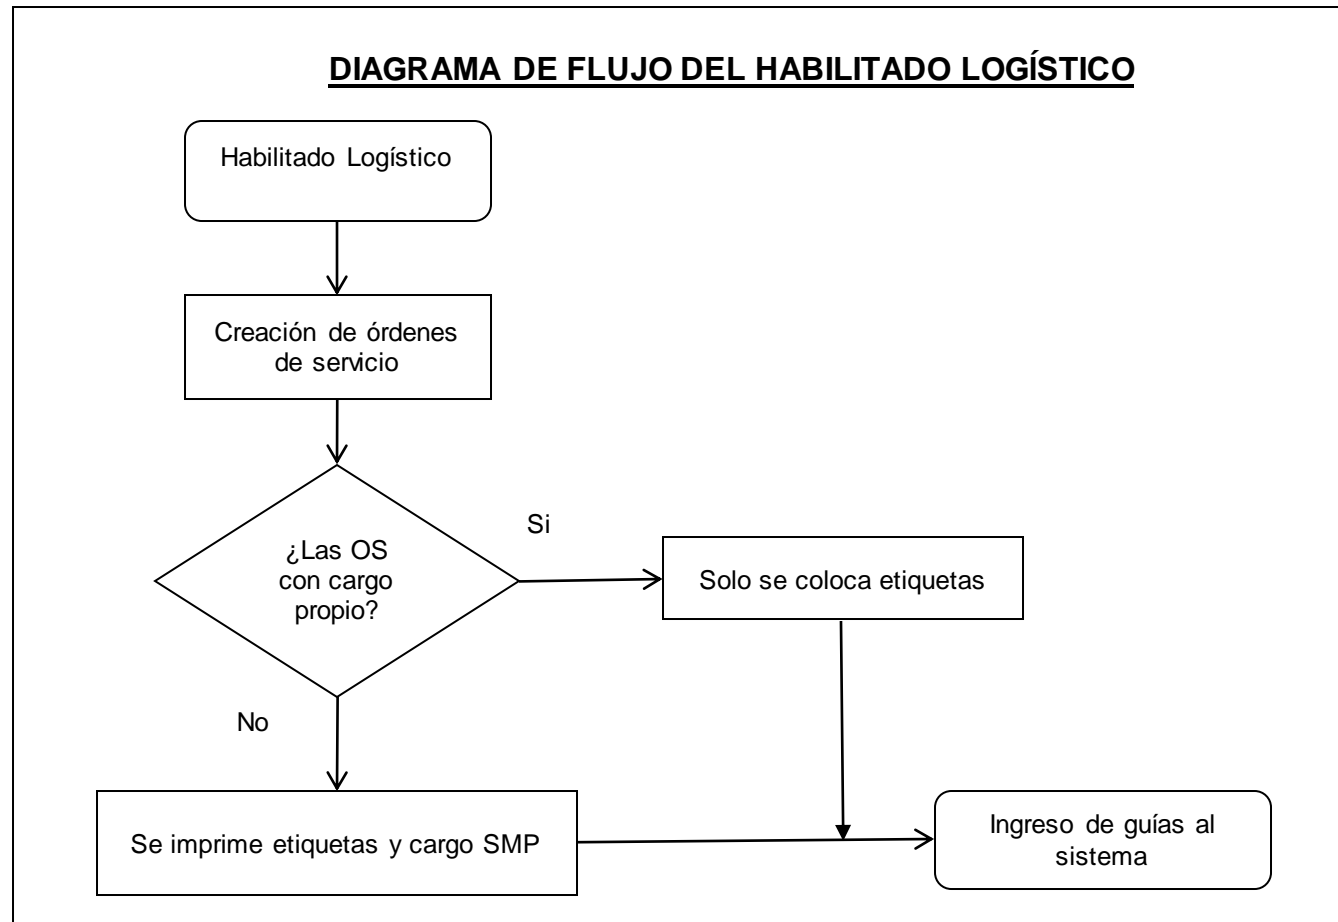 DIAGRAMA DE FLUJO DEL HABILITADO LOGÍSTICO
Habilitado Logístico
Creación de órdenes
de servicio
¿Las OS
con cargo
propio?
Si
Solo se coloca etiquetas
No
Se imprime etiquetas y cargo SMP
Ingreso de guías al
sistema